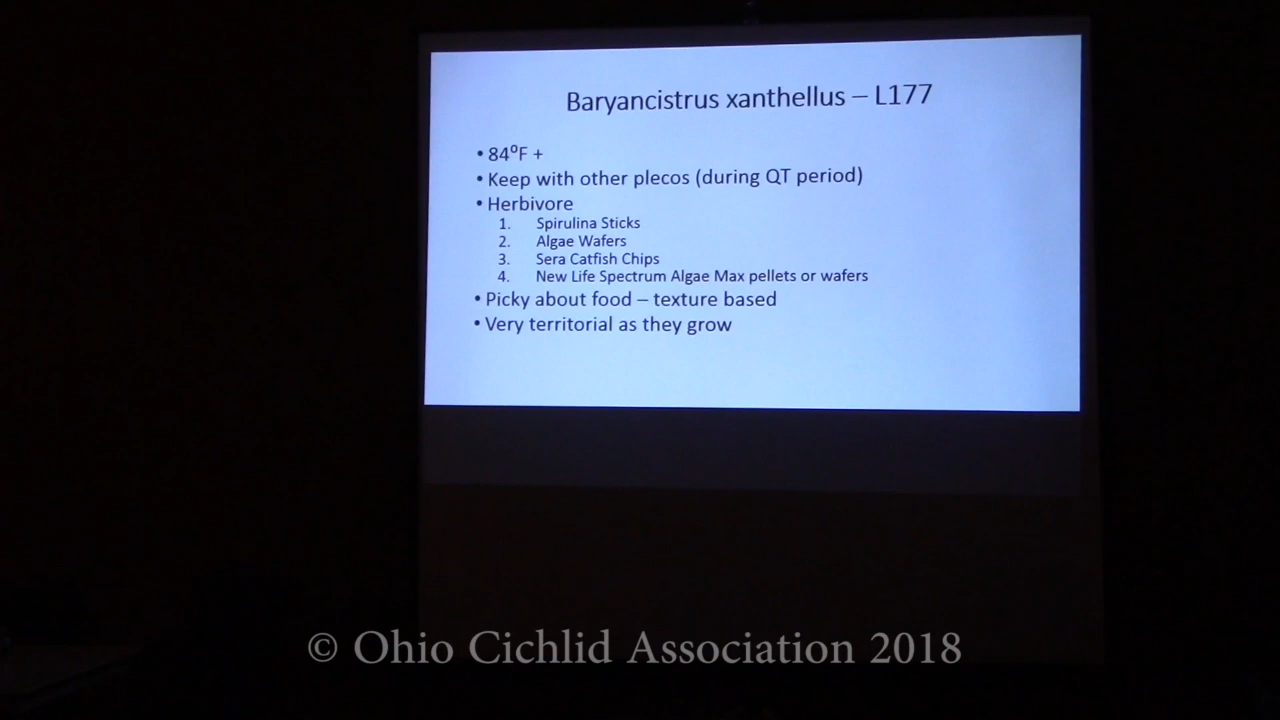 Baryancistrus xanthellus – L177
• 84⁰F +
• Keep with other plecos (during QT period)
• Herbivore
1. Spirulina Sticks
2. Algae Wafers
3. Sera Catfish Chips
4. New Life Spectrum Algae Max pellets or wafers
• Picky about food – texture based
• Very territorial as they grow
© Ohio Cichlid Association 2018